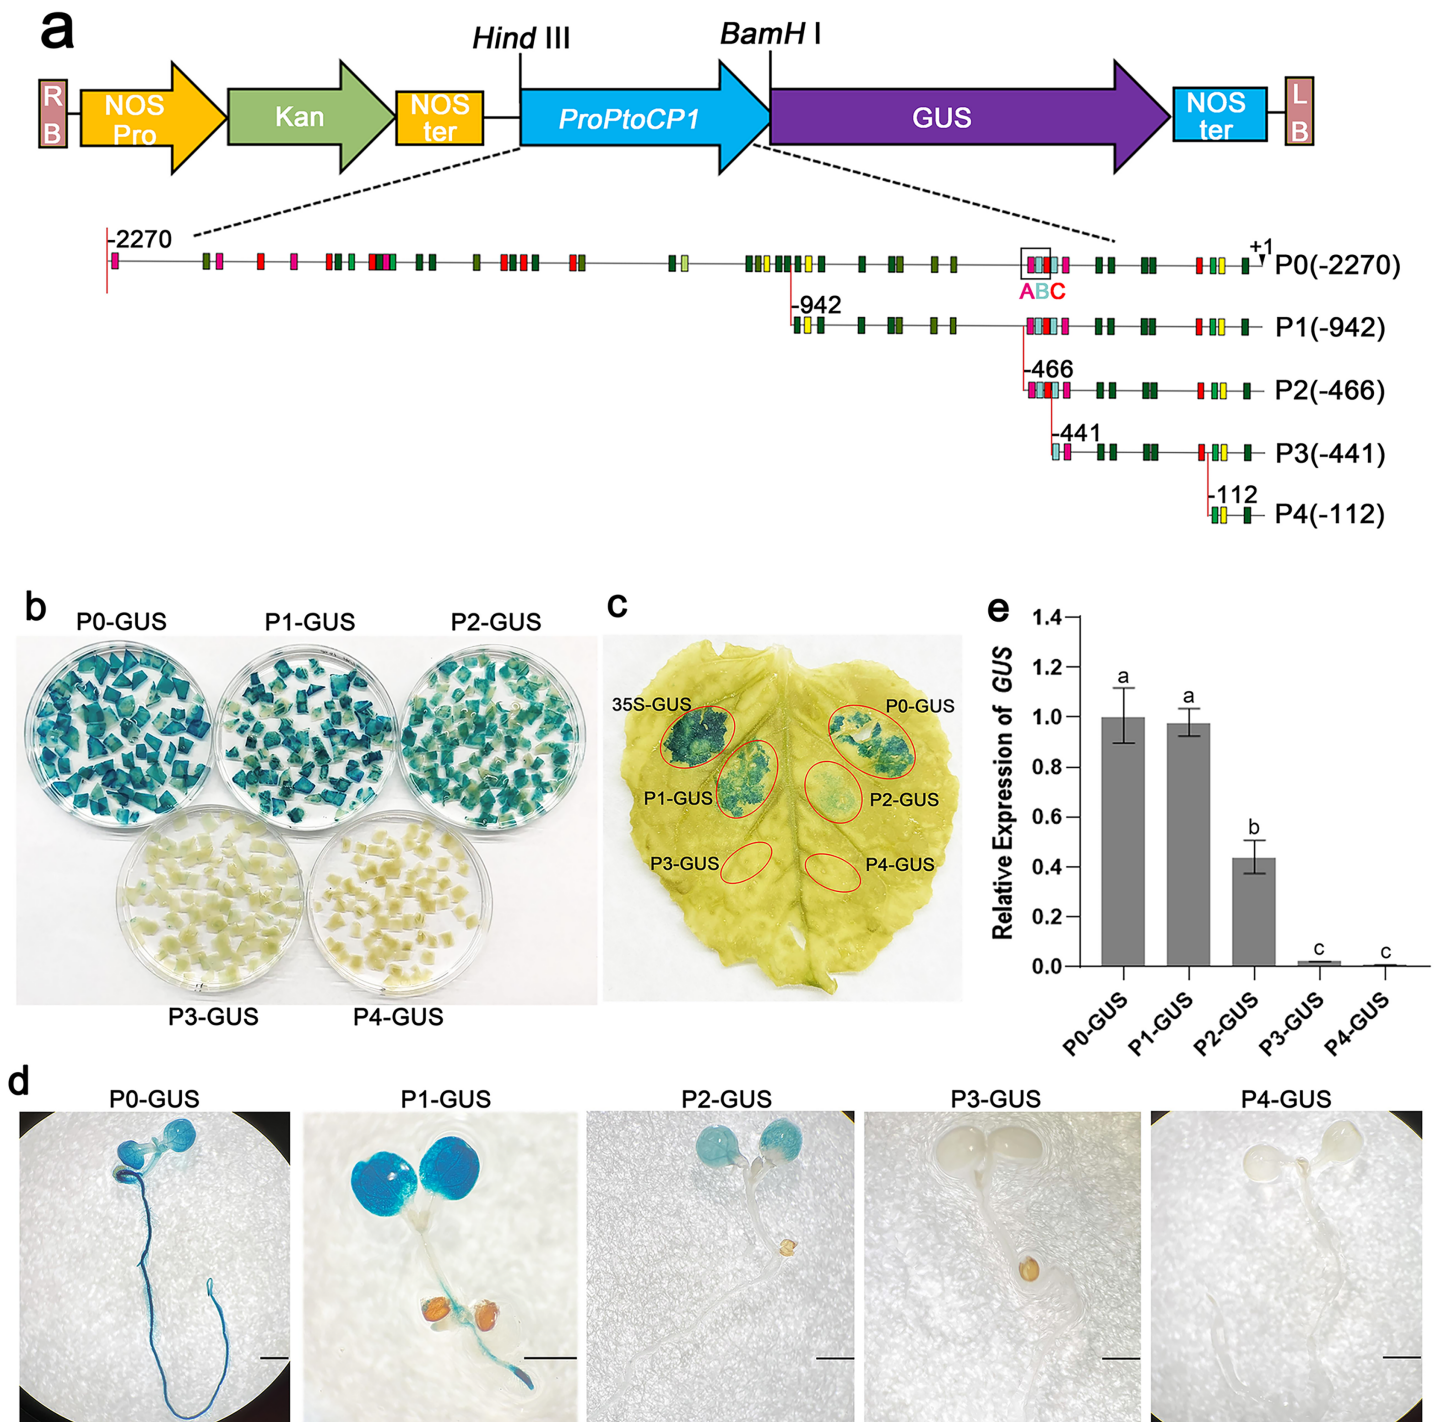 a
Hind III
BamH I
R
B
NOS
Pro
Kan
NOS
ter
ProPtoCP1
GUS
NOS
ter
L
B
-2270
+1
P0(-2270)
ABC
-942
P1(-942)
-466
P2(-466)
-441
P3(-441)
-112
P4(-112)
b
P0-GUS
P1-GUS
P2-GUS
P3-GUS
P4-GUS
c
35S-GUS
P0-GUS
P1-GUS
P2-GUS
P3-GUS
P4-GUS
e
Relative Expression of GUS
1.4
1.2
1.0
0.8
0.6
0.4
0.2
0.0
a
a
b
c
c
P0-GUS
P1-GUS
P2-GUS
P3-GUS
P4-GUS
d
P0-GUS
P1-GUS
P2-GUS
P3-GUS
P4-GUS